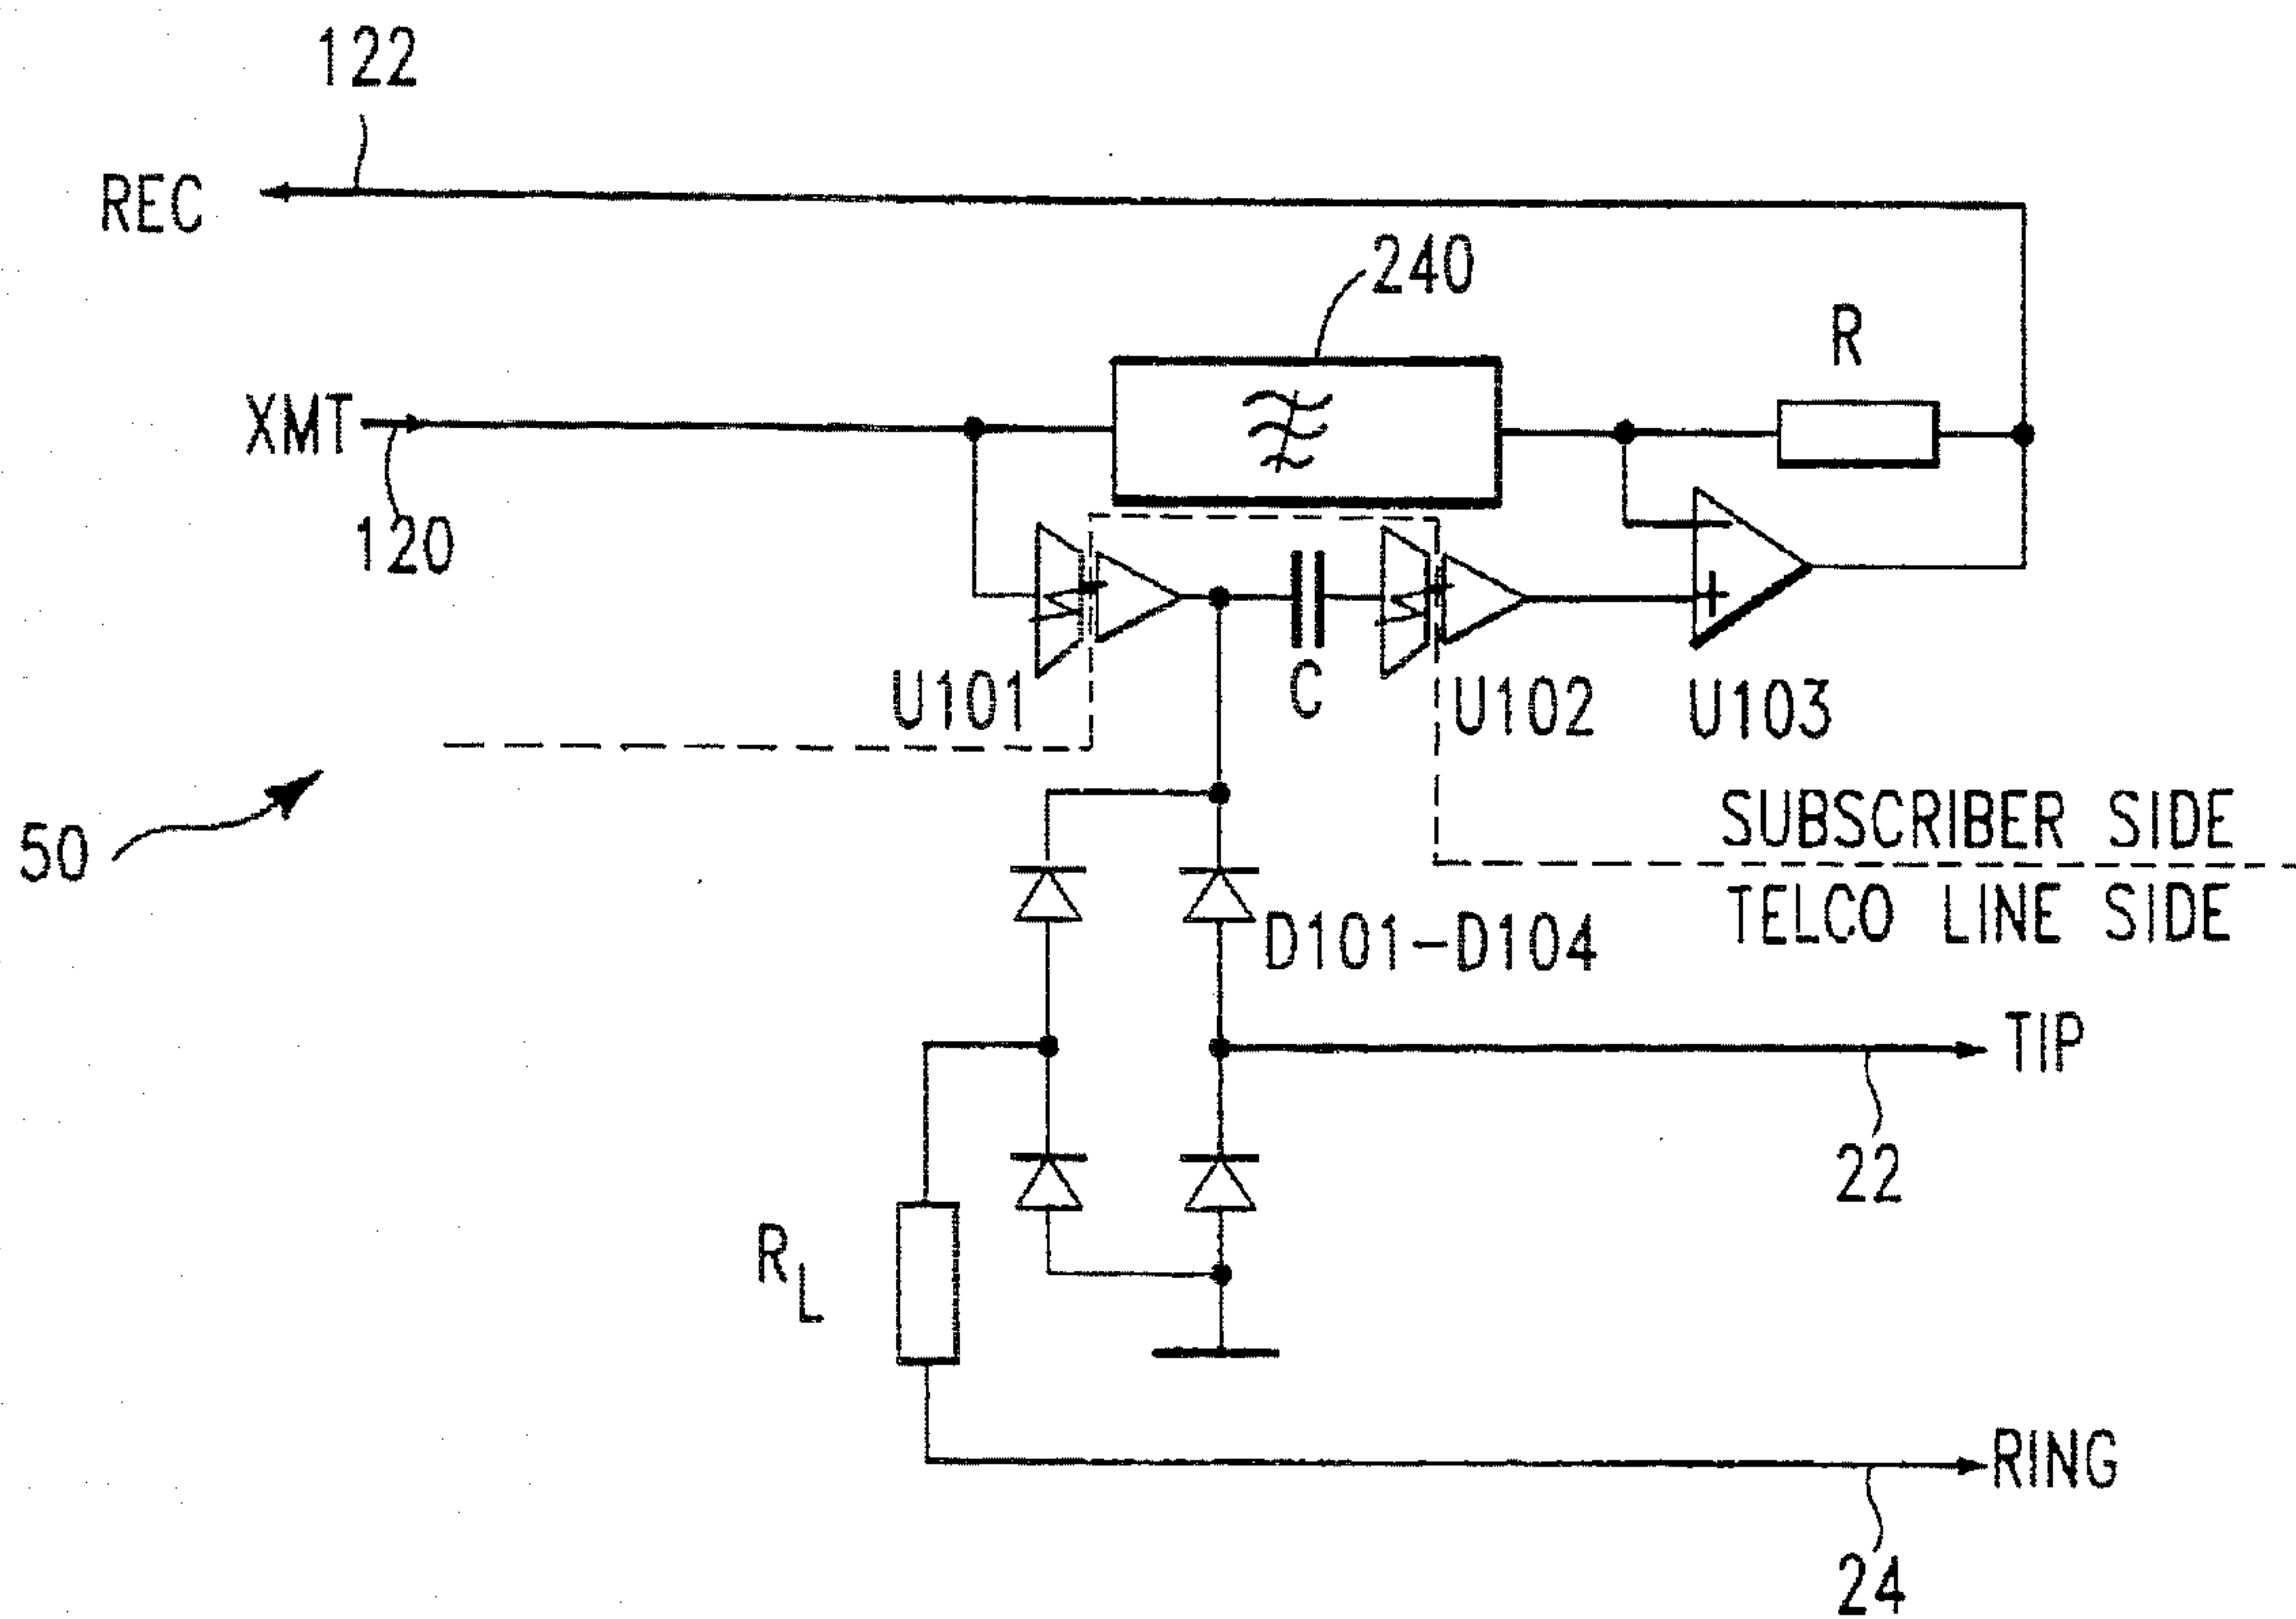 122
REC
240
R
XMT
120
U101
C
U102
U103
50
SUBSCRIBER SIDE
TELCO LINE SIDE
D101-D104
TIP
22
RL
RING
24